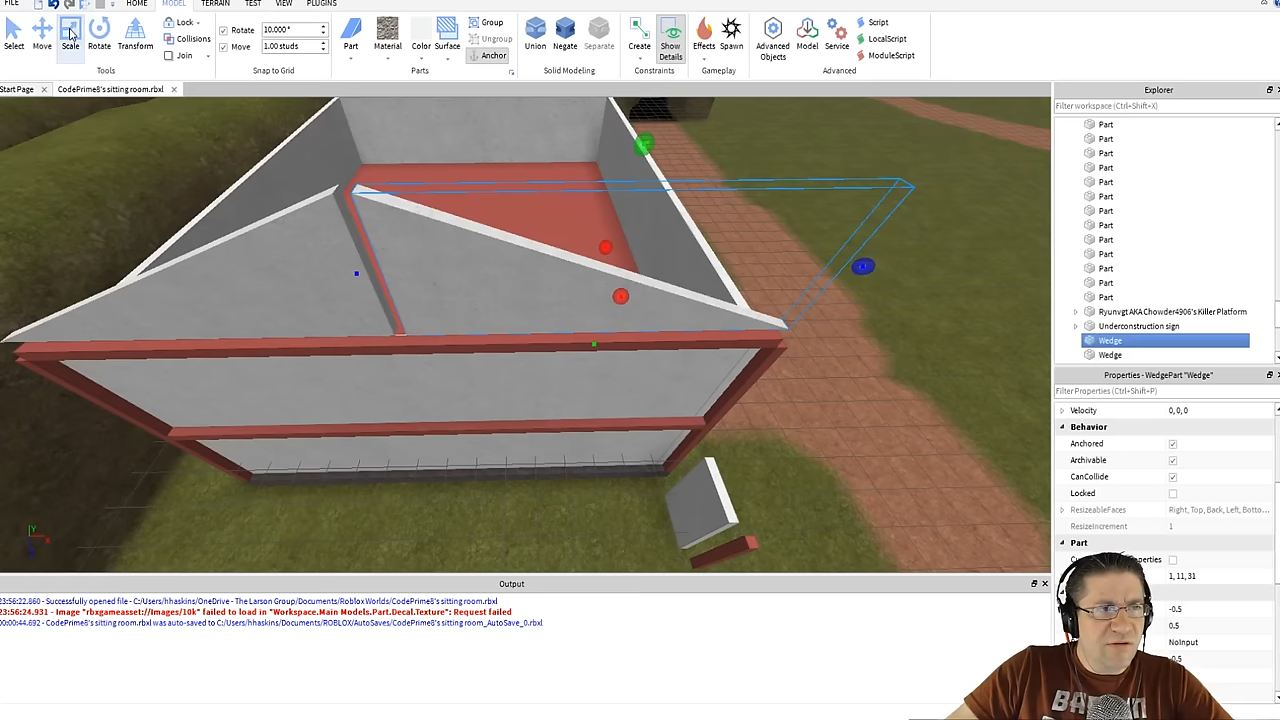 FILE HOME MODEL TERRAIN TEST VIEW PLUGINS
Select Move Scale Rotate Transform
Lock
Collisions
Join
Tools
Rotate 10.000°
Move 1.00 studs
Snap to Grid
Part Material Color Surface
Group
Ungroup
Anchor
Parts
Union Negate Separate
Solid Modeling
Create Show Details
Constraints
Effects Spawn
Gameplay
Advanced Objects Model Service
Script
LocalScript
ModuleScript
Advanced
Start Page CodePrime8's sitting room.rbxl
Explorer
Filter workspace (Ctrl+Shift+X)
Part
Part
Part
Part
Part
Part
Part
Part
Part
Part
Part
Part
Part
Ryunvgt AKA Chowder4906's Killer Platform
Underconstruction sign
Wedge
Wedge
Properties - WedgePart "Wedge"
Filter Properties (Ctrl+Shift+P)
Velocity 0, 0, 0
Behavior
Anchored
Archivable
CanCollide
Locked
ResizeableFaces Right, Top, Back, Left, Botto...
ResizeIncrement 1
Part
1, 11, 31
-0.5
0.5
NoInput
-0.5
Y
Output
23:56:22.860 - Successfully opened file - C:/Users/hhaskins/OneDrive - The Larson Group/Documents/RobloxWorlds/CodePrime8's sitting room.rbxl
23:56:24.931 - Image "rbxgameasset://Images/10k" failed to load in "Workspace.Main Models.Part.Decal.Texture": Request failed
00:00:44.692 - CodePrime8's sitting room.rbxl was auto-saved to C:/Users/hhaskins/Documents/ROBLOX/AutoSaves/CodePrime8's sitting room_AutoSave_0.rbxl